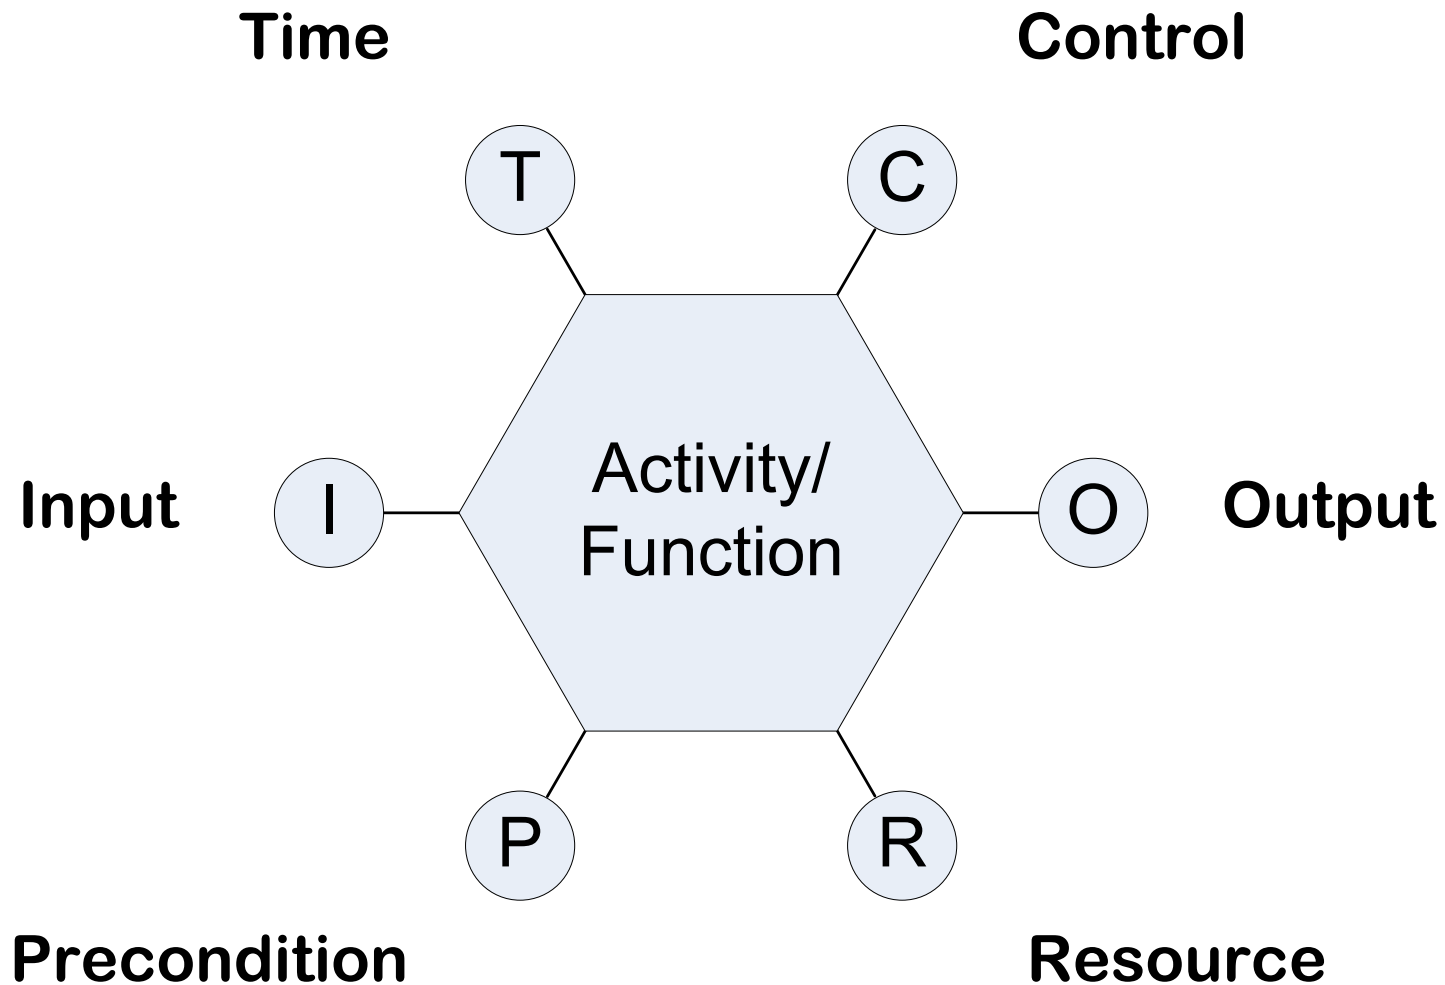 Time
Control
T
C
Input
I
Activity/
Function
O
Output
P
R
Precondition
Resource